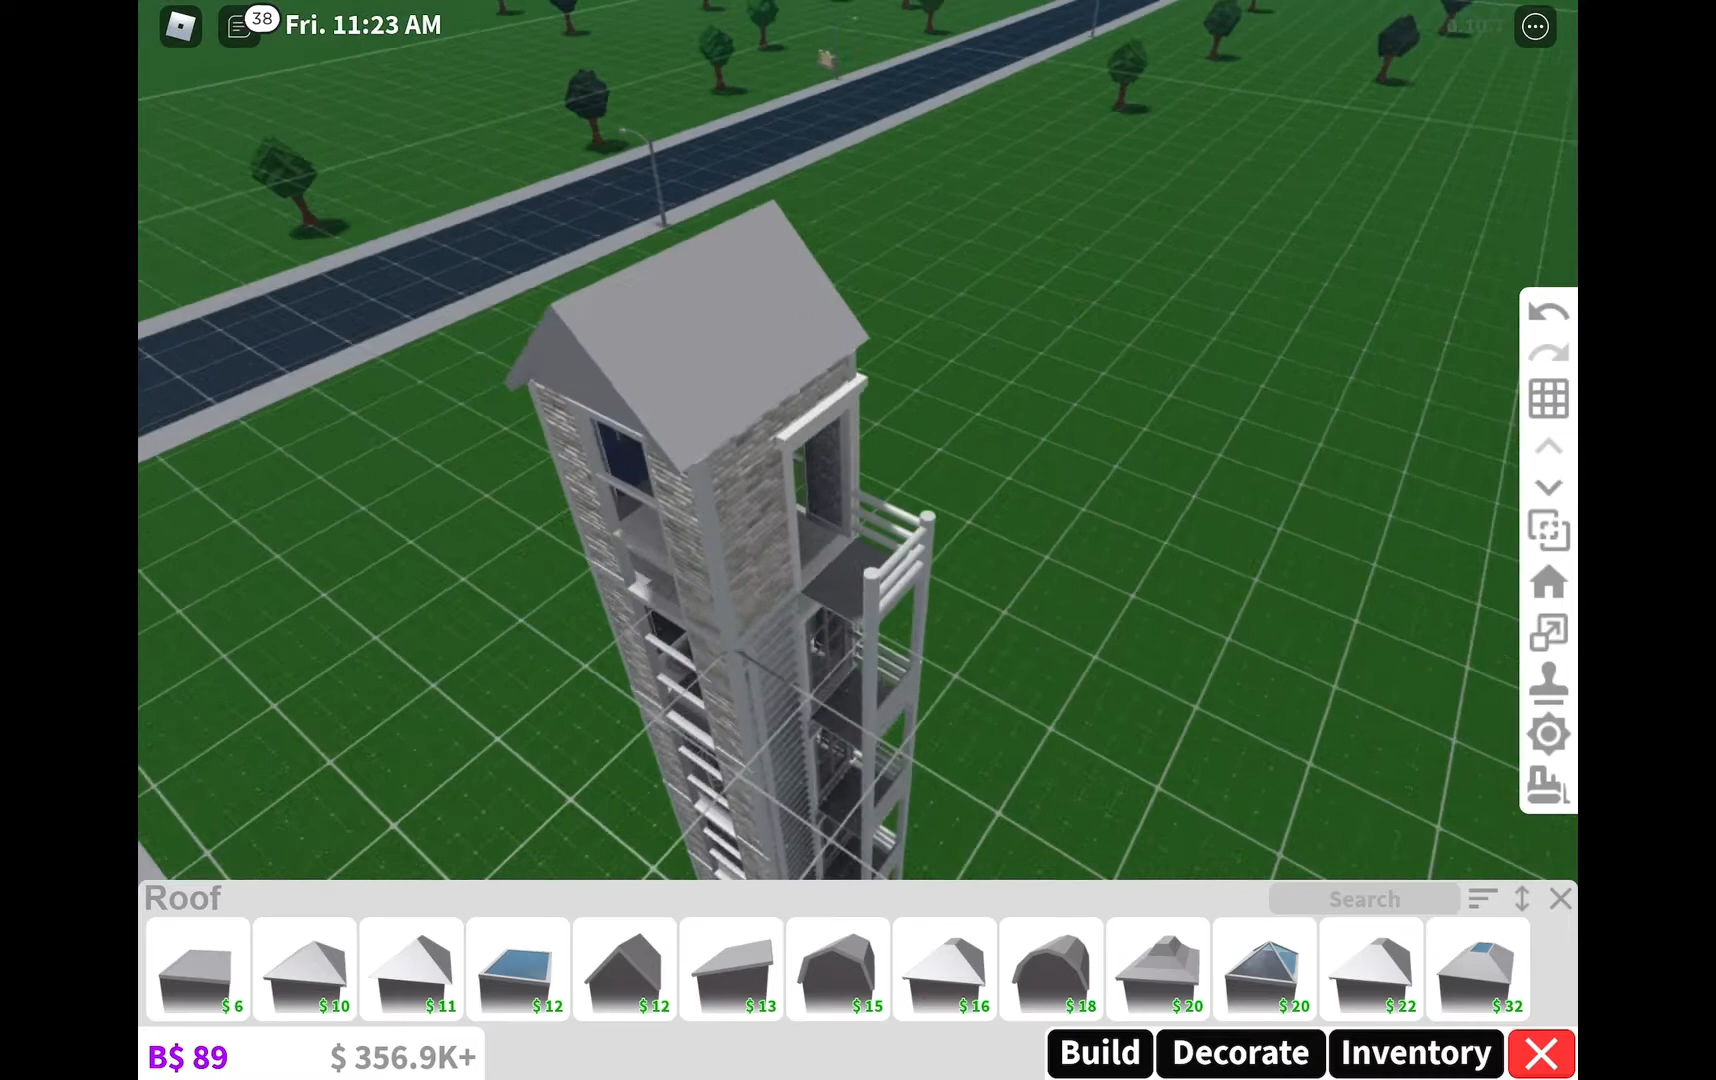 38
Fri. 11:23 AM
Roof
Search
$ 6
$ 10
$ 11
$ 12
$ 12
$ 13
$ 15
$ 16
$ 18
$ 20
$ 20
$ 22
$ 32
B$ 89
$ 356.9K+
Build
Decorate
Inventory